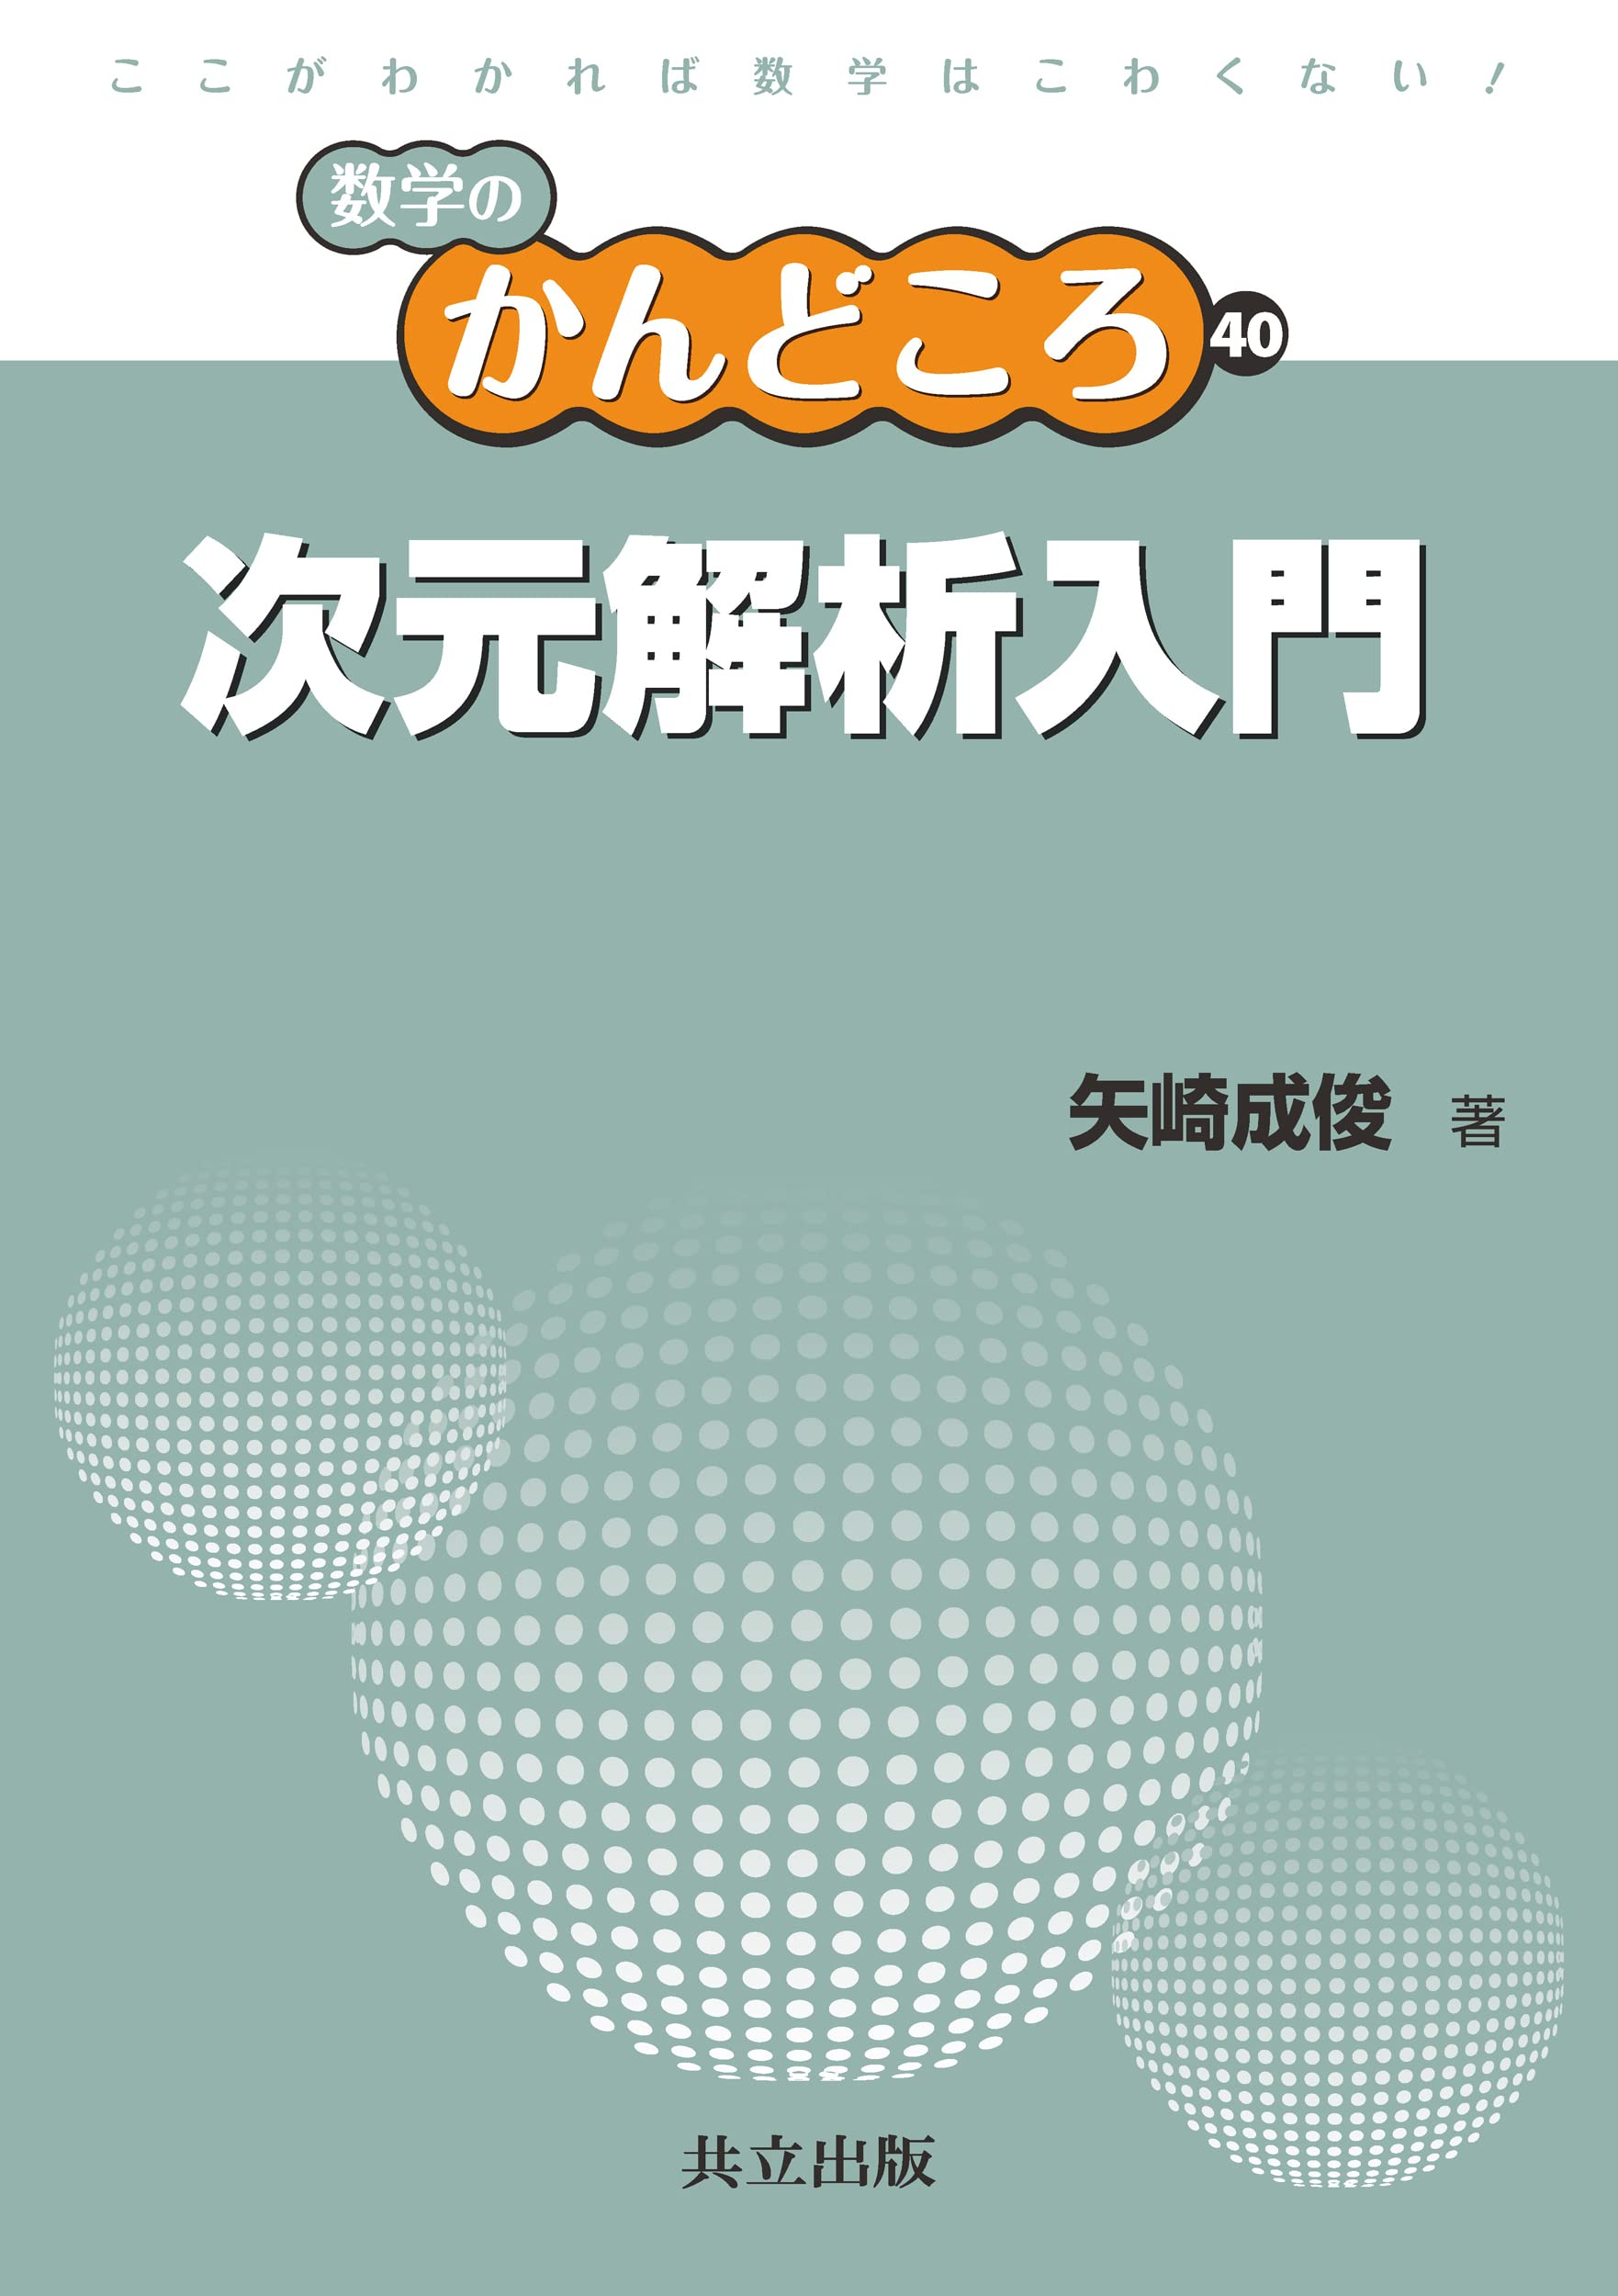 ここがわかれば数学はこわくない！
数学の
かんどころ 40
次元解析入門
矢崎成俊 著
共立出版